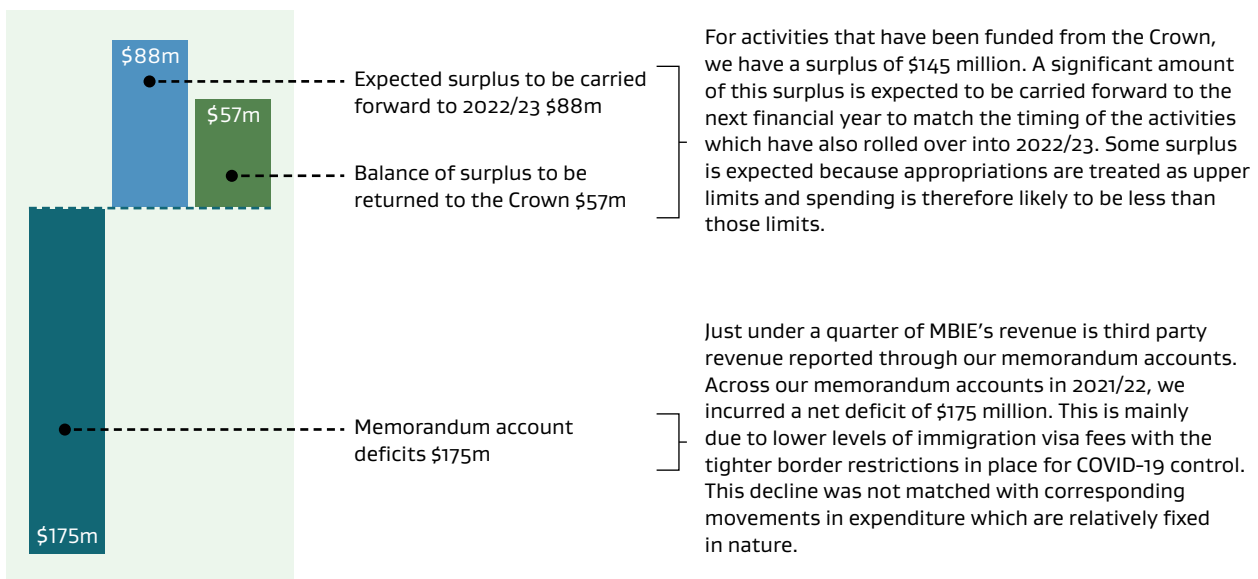 $88m
$57m
$175m
Expected surplus to be carried
forward to 2022/23 $88m
Balance of surplus to be
returned to the Crown $57m
For activities that have been funded from the Crown,
we have a surplus of $145 million. A significant amount
of this surplus is expected to be carried forward to the
next financial year to match the timing of the activities
which have also rolled over into 2022/23. Some surplus
is expected because appropriations are treated as upper
limits and spending is therefore likely to be less than
those limits.
Memorandum account
deficits $175m
Just under a quarter of MBIE’s revenue is third party
revenue reported through our memorandum accounts.
Across our memorandum accounts in 2021/22, we
incurred a net deficit of $175 million. This is mainly
due to lower levels of immigration visa fees with the
tighter border restrictions in place for COVID-19 control.
This decline was not matched with corresponding
movements in expenditure which are relatively fixed
in nature.